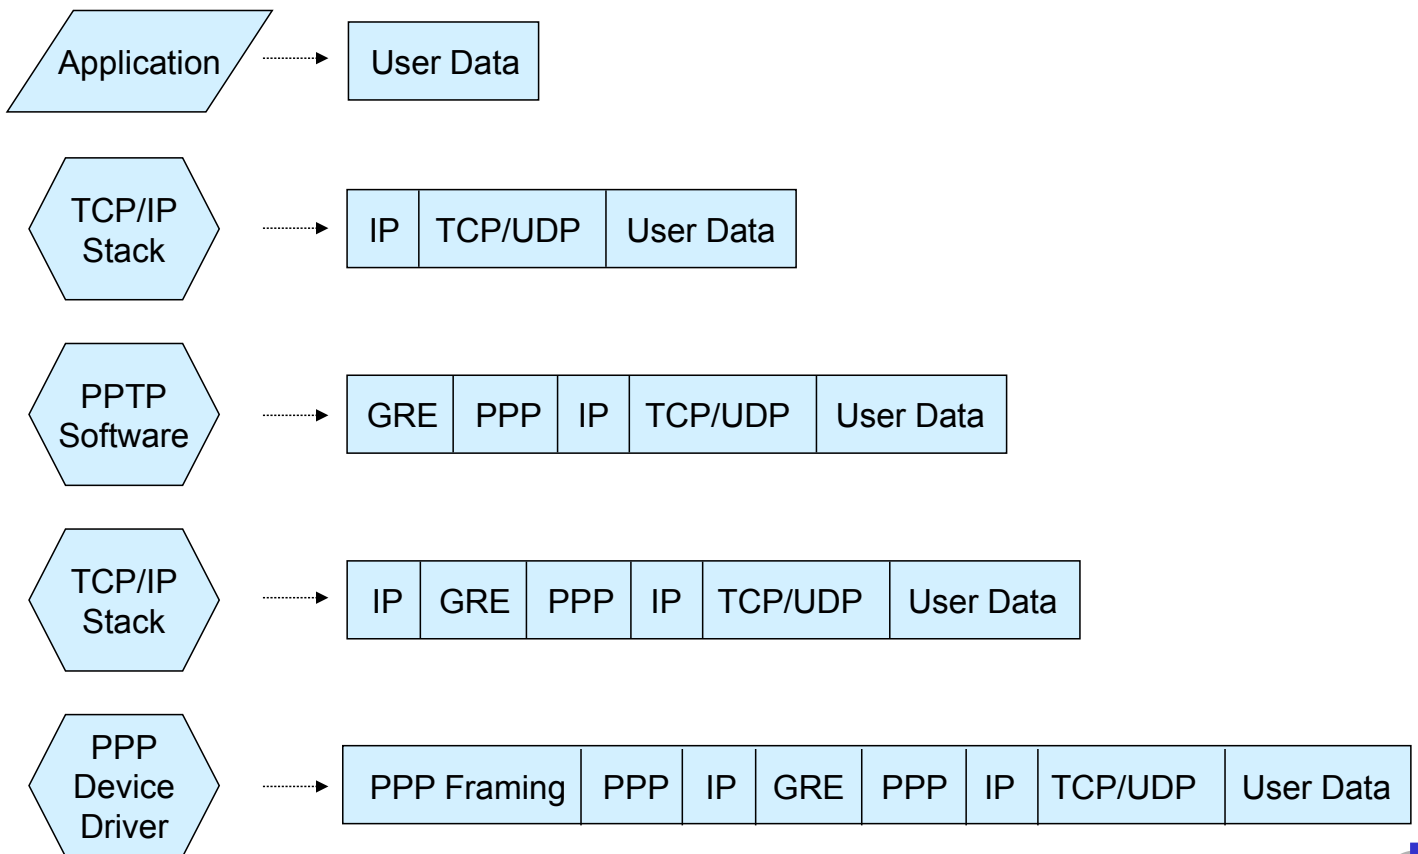 Application
User Data
TCP/IP
Stack
IP TCP/UDP User Data
PPTP
Software
GRE PPP IP TCP/UDP User Data
TCP/IP
Stack
IP GRE PPP IP TCP/UDP User Data
PPP
Device
Driver
PPP Framing PPP IP GRE PPP IP TCP/UDP User Data